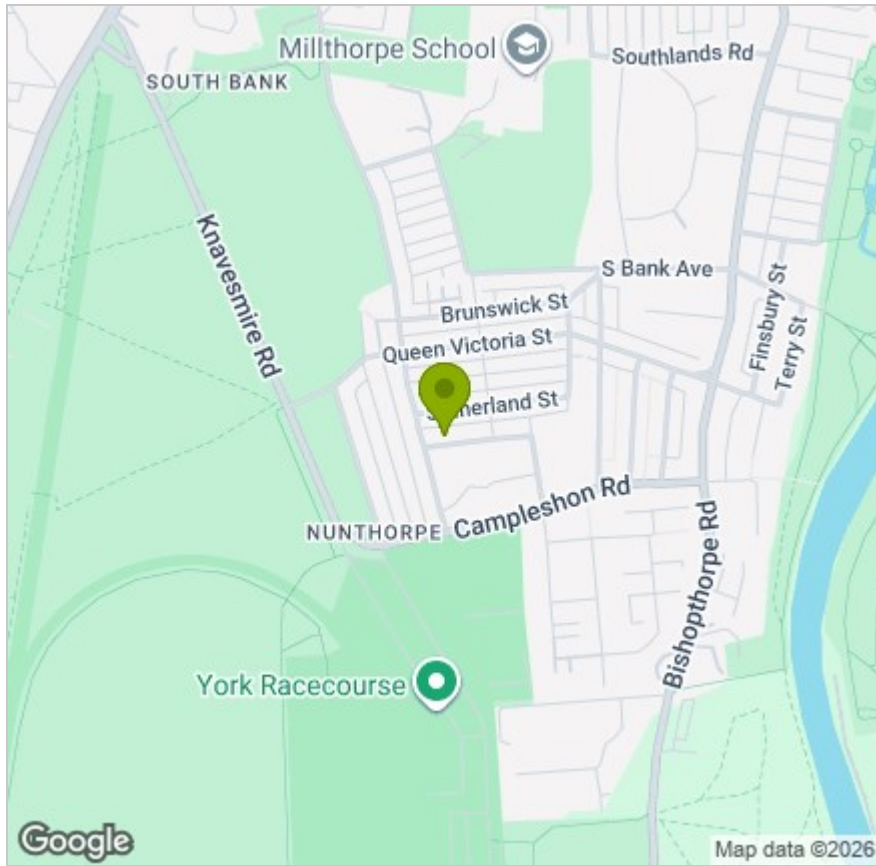 Millthorpe School
Southlands Rd
SOUTH BANK
Knavesmire Rd
S Bank Ave
Brunswick St
Finsbury St
Terry St
Queen Victoria St
St
Campleshon Rd
NUNTHORPE
Bishopthorpe Rd
York Racecourse
Google
Map data ©2026